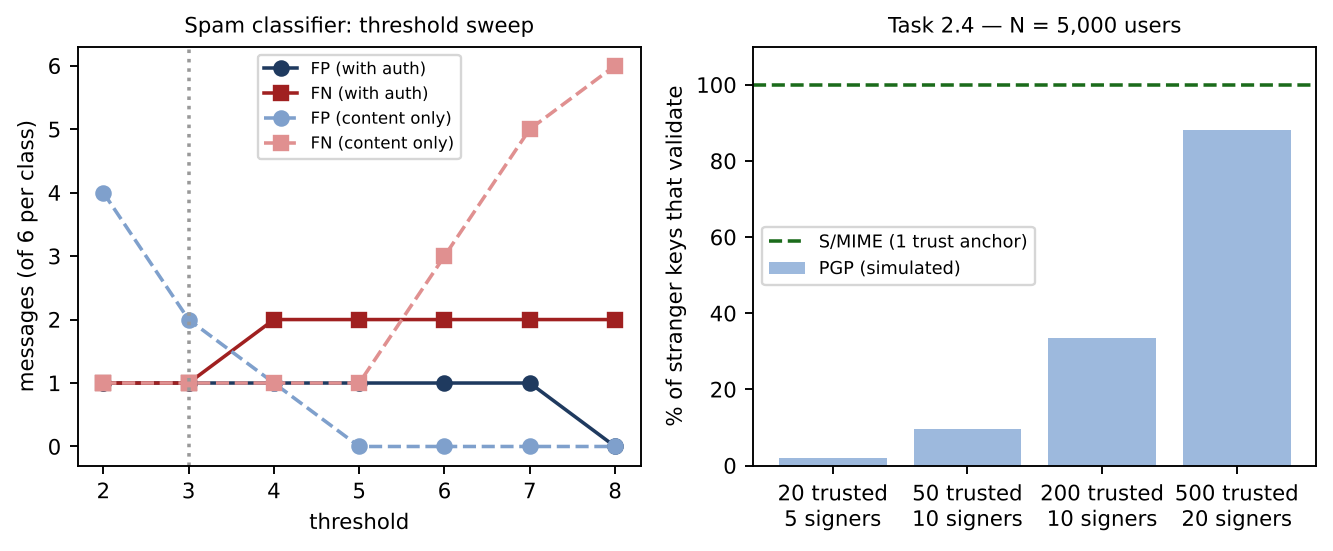 Spam classifier: threshold sweep
messages (of 6 per class)
6
5
4
3
2
1
0
FP (with auth)
FN (with auth)
FP (content only)
FN (content only)
2 3 4 5 6 7 8
threshold
Task 2.4 — N = 5,000 users
% of stranger keys that validate
100
80
60
40
20
0
S/MIME (1 trust anchor)
PGP (simulated)
20 trusted 50 trusted 200 trusted 500 trusted
5 signers 10 signers 10 signers 20 signers